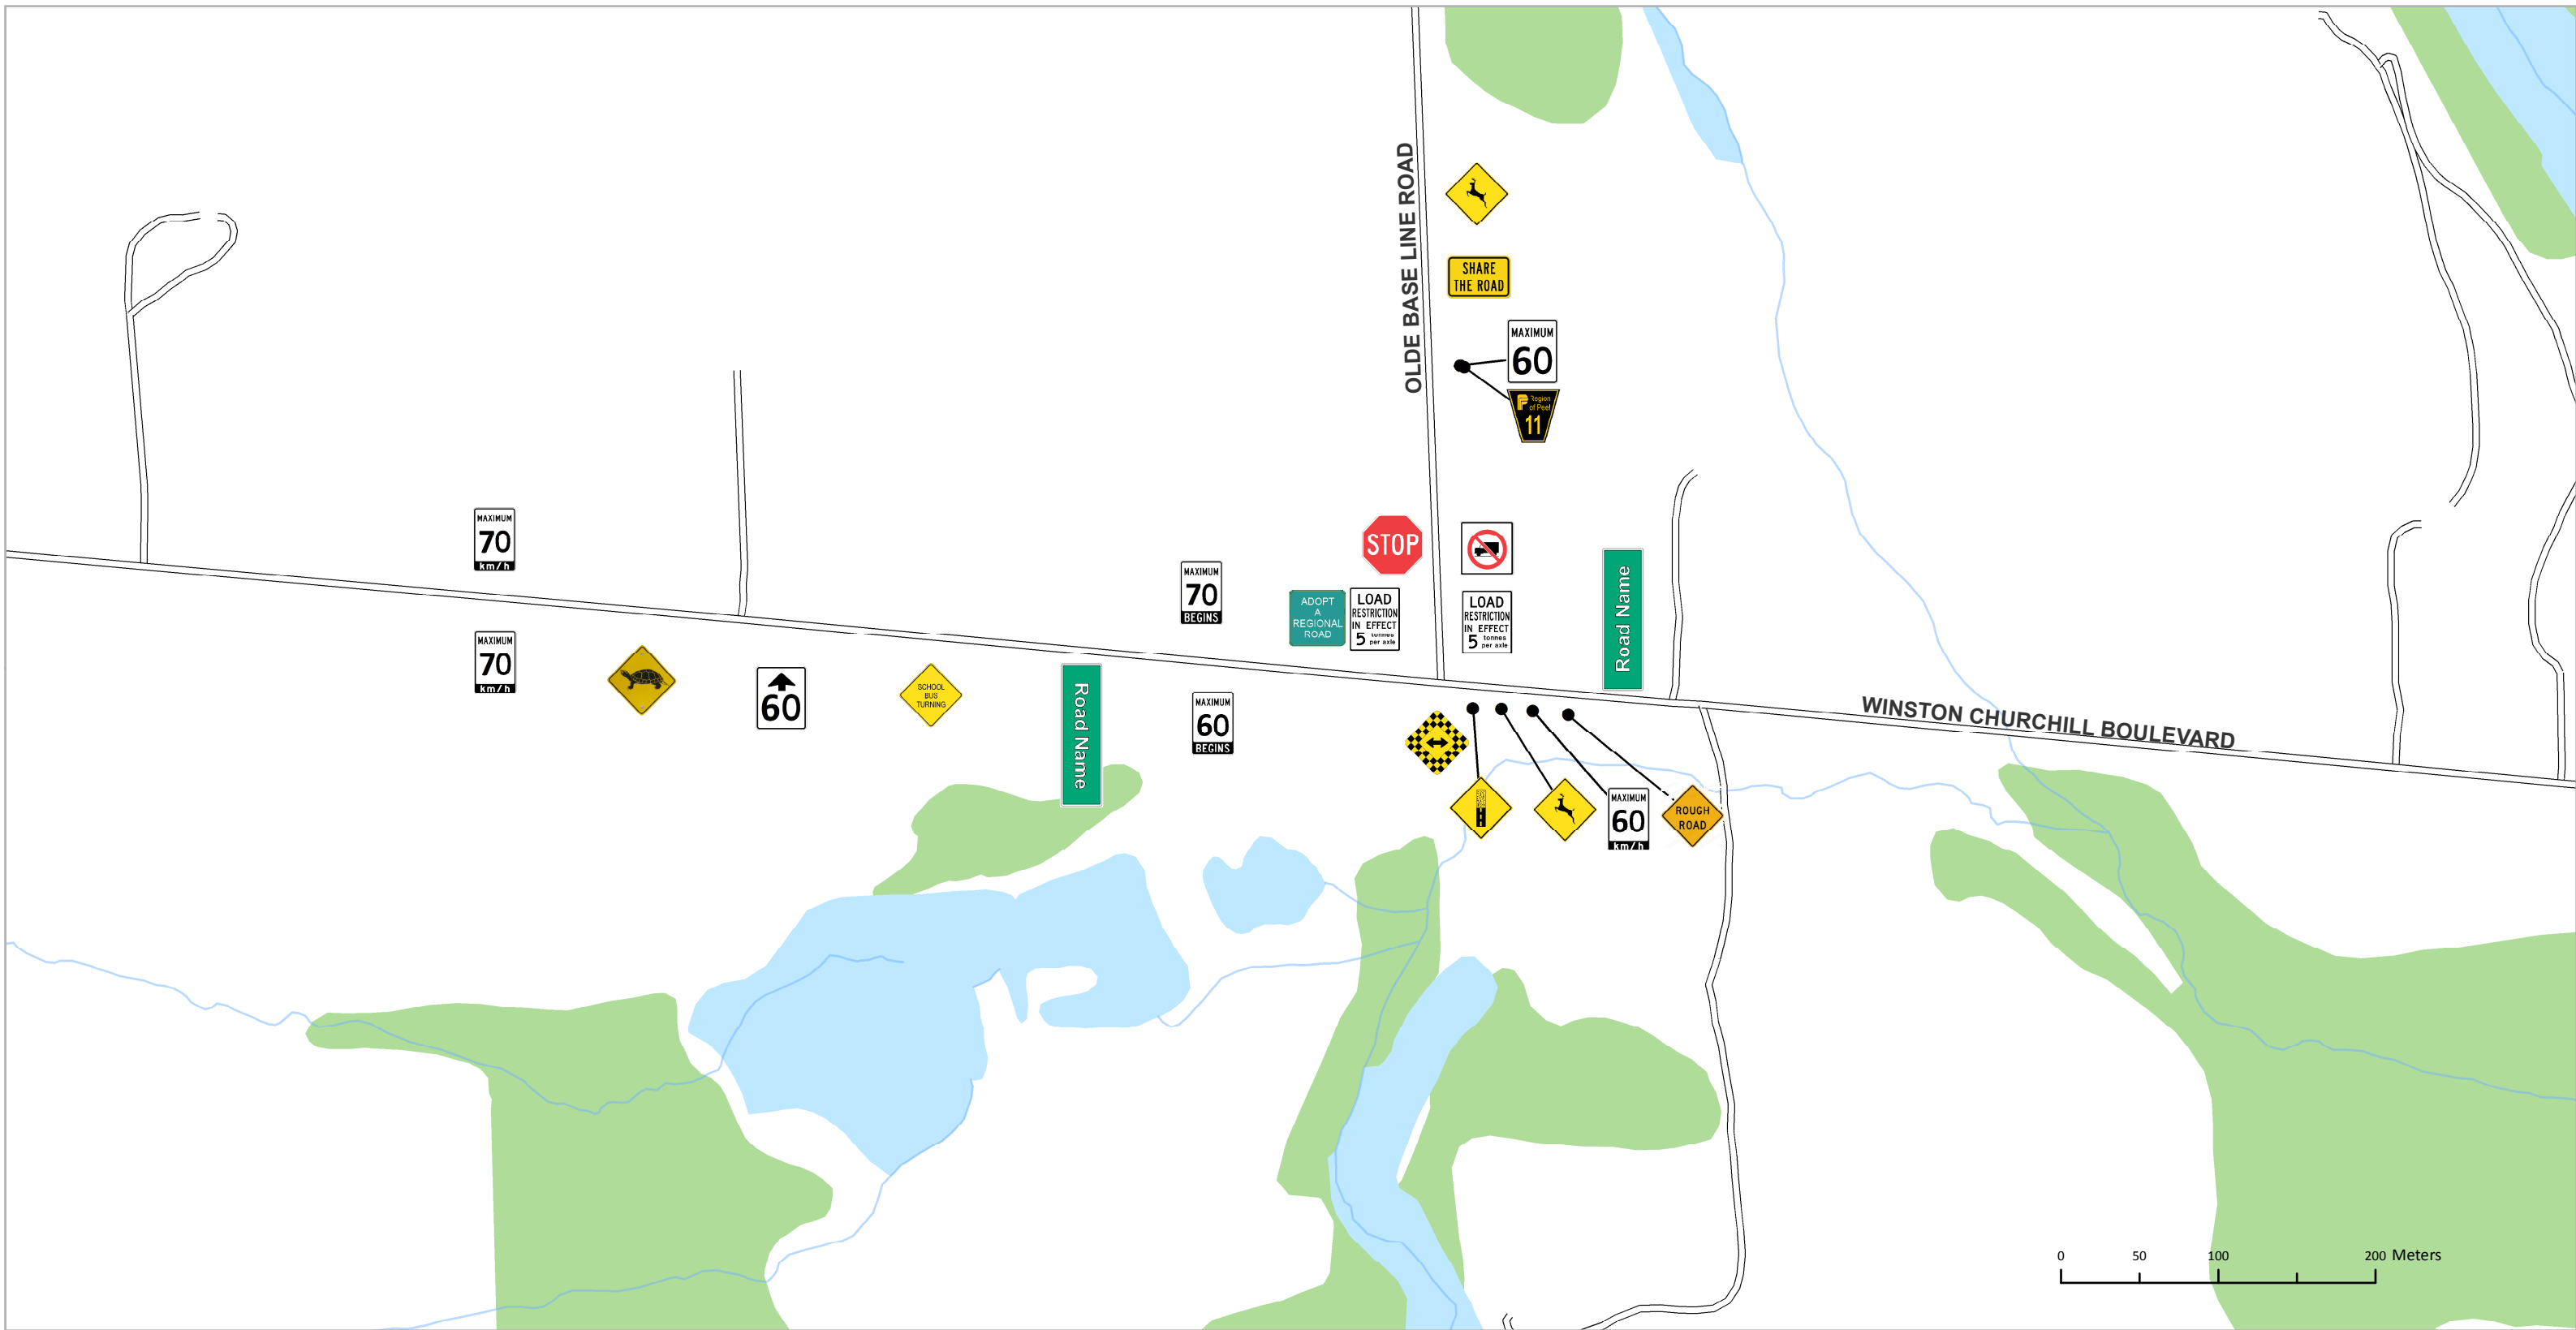 OLDE BASE LINE ROAD
SHARE
THE ROAD
MAXIMUM
60
Region
of Peel
11
MAXIMUM
70
km/h
STOP
MAXIMUM
70
BEGINS
ADOPT
A
REGIONAL
ROAD
LOAD
RESTRICTION
IN EFFECT
5 tonnes
per axle
LOAD
RESTRICTION
IN EFFECT
5 tonnes
per axle
Road Name
MAXIMUM
70
km/h
60
SCHOOL
BUS
TURNING
Road Name
MAXIMUM
60
BEGINS
WINSTON CHURCHILL BOULEVARD
MAXIMUM
60
km/h
ROUGH
ROAD
0 50 100 200 Meters